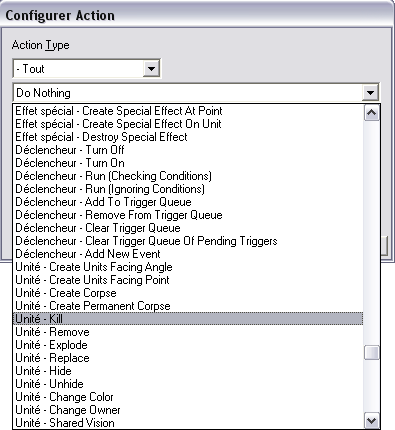 Configurer Action
Action Type
- Tout
Do Nothing
Effet spécial - Create Special Effect At Point
Effet spécial - Create Special Effect On Unit
Effet spécial - Destroy Special Effect
Déclencheur - Turn Off
Déclencheur - Turn On
Déclencheur - Run (Checking Conditions)
Déclencheur - Run (Ignoring Conditions)
Déclencheur - Add To Trigger Queue
Déclencheur - Remove From Trigger Queue
Déclencheur - Clear Trigger Queue
Déclencheur - Clear Trigger Queue Of Pending Triggers
Déclencheur - Add New Event
Unité - Create Units Facing Angle
Unité - Create Units Facing Point
Unité - Create Corpse
Unité - Create Permanent Corpse
Unité - Kill
Unité - Remove
Unité - Explode
Unité - Replace
Unité - Hide
Unité - Unhide
Unité - Change Color
Unité - Change Owner
Unité - Shared Vision